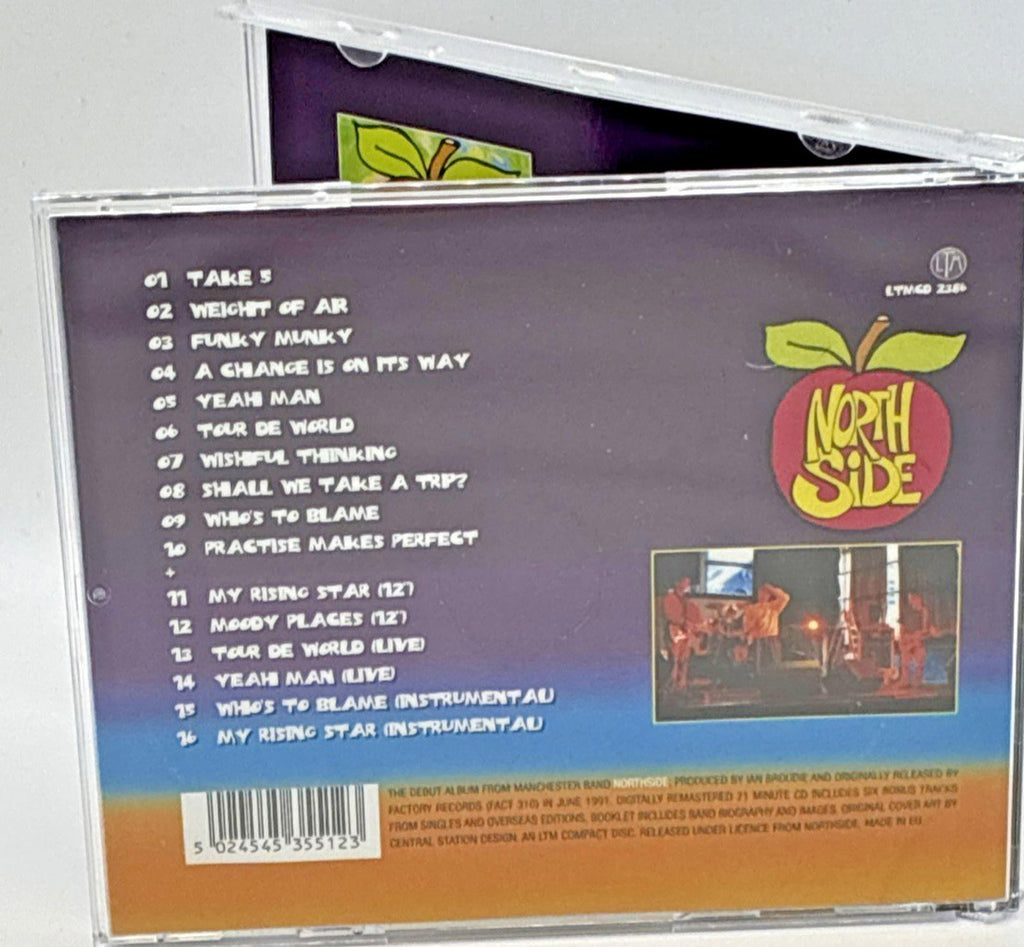 01 TAKE 5
02 WEIGHT OF AIR
03 FUNKY MUNKY
04 A CHANGE IS ON ITS WAY
05 YEAH MAN
06 TOUR DE WORLD
07 WISHFUL THINKING
08 SHALL WE TAKE A TRIP?
09 WHO'S TO BLAME
10 PRACTISE MAKES PERFECT
+
11 MY RISING STAR (12")
12 MOODY PLACES (12")
13 TOUR DE WORLD (LIVE)
14 YEAH MAN (LIVE)
15 WHO'S TO BLAME (INSTRUMENTAL)
16 MY RISING STAR (INSTRUMENTAL)
LTM
LTMCD 2386
NORTH
SIDE
THE DEBUT ALBUM FROM MANCHESTER BAND NORTHSIDE, PRODUCED BY IAN BROUDIE AND ORIGINALLY RELEASED BY
FACTORY RECORDS (FACT 310) IN JUNE 1991. DIGITALLY REMASTERED 71 MINUTE CD INCLUDES SIX BONUS TRACKS
FROM SINGLES AND OVERSEAS EDITIONS. BOOKLET INCLUDES BAND BIOGRAPHY AND IMAGES. ORIGINAL COVER ART BY
CENTRAL STATION DESIGN. AN LTM COMPACT DISC. RELEASED UNDER LICENCE FROM NORTHSIDE. MADE IN EU.
5 024545 355123